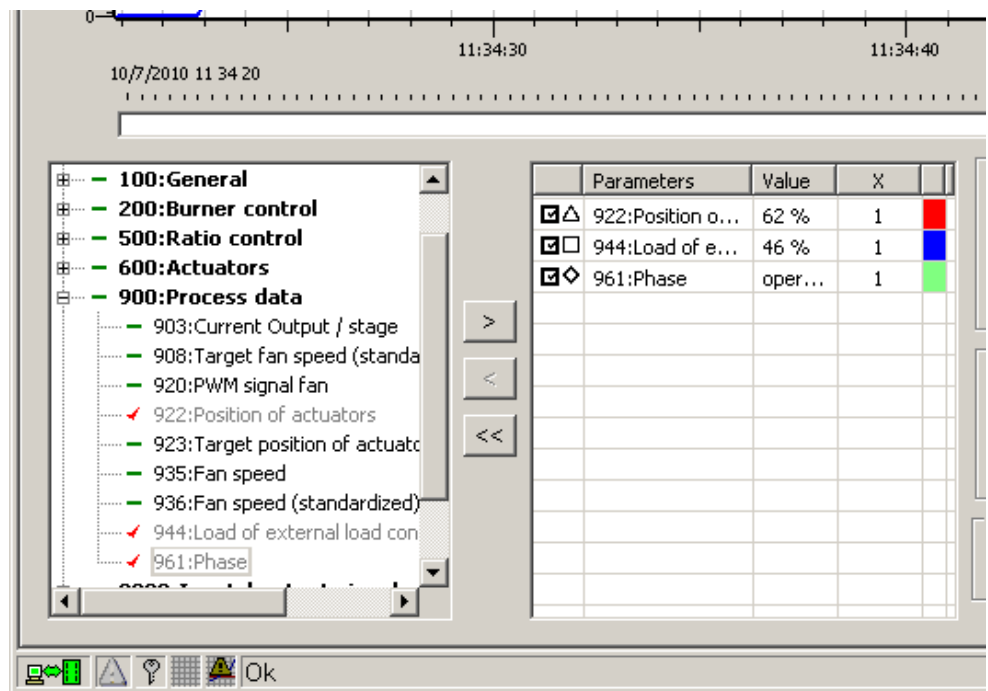 0
11:34:30 11:34:40
10/7/2010 11 34 20
100:General
200:Burner control
500:Ratio control
600:Actuators
900:Process data
903:Current Output / stage
908:Target fan speed (standa
920:PWM signal fan
922:Position of actuators
923:Target position of actuato
935:Fan speed
936:Fan speed (standardized)
944:Load of external load con
961:Phase
>
<
<<
Parameters Value X
922:Position o... 62 % 1
944:Load of e... 46 % 1
961:Phase oper... 1
Ok